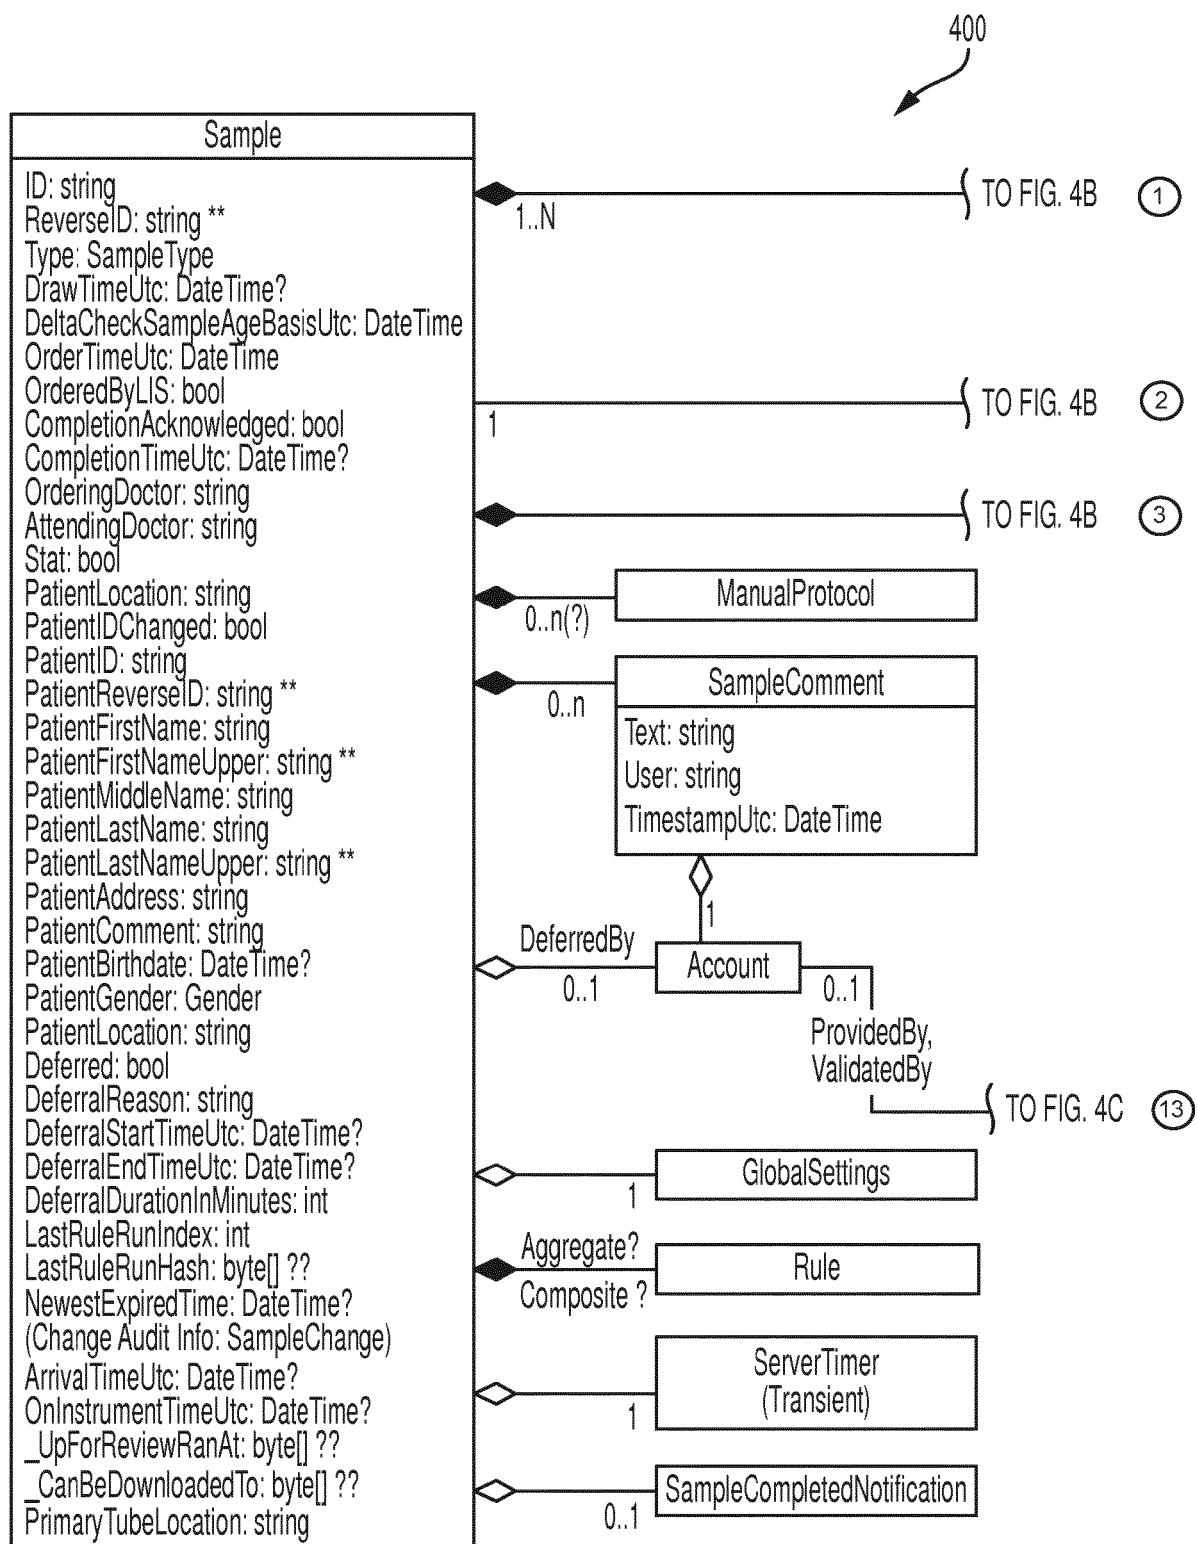 400
Sample
ID: string
ReverseID: string **
Type: SampleType
DrawTimeUtc: DateTime?
DeltaCheckSampleAgeBasisUtc: DateTime
OrderTimeUtc: DateTime
OrderedByLIS: bool
CompletionAcknowledged: bool
CompletionTimeUtc: DateTime?
OrderingDoctor: string
AttendingDoctor: string
Stat: bool
PatientLocation: string
PatientIDChanged: bool
PatientID: string
PatientReverseID: string **
PatientFirstName: string
PatientFirstNameUpper: string **
PatientMiddleName: string
PatientLastName: string
PatientLastNameUpper: string **
PatientAddress: string
PatientComment: string
PatientBirthdate: DateTime?
PatientGender: Gender
PatientLocation: string
Deferred: bool
DeferralReason: string
DeferralStartTimeUtc: DateTime?
DeferralEndTimeUtc: DateTime?
DeferralDurationInMinutes: int
LastRuleRunIndex: int
LastRuleRunHash: byte[] ??
NewestExpiredTime: DateTime?
(Change Audit Info: SampleChange)
ArrivalTimeUtc: DateTime?
OnInstrumentTimeUtc: DateTime?
_UpForReviewRanAt: byte[] ??
_CanBeDownloadedTo: byte[] ??
PrimaryTubeLocation: string
1..N
TO FIG. 4B 1
1
TO FIG. 4B 2
TO FIG. 4B 3
0..n(?)
ManualProtocol
0..n
SampleComment
Text: string
User: string
TimestampUtc: DateTime
1
DeferredBy
0..1
Account
0..1
ProvidedBy,
ValidatedBy
TO FIG. 4C 13
1
GlobalSettings
Aggregate?
Composite ?
Rule
1
ServerTimer
(Transient)
0..1
SampleCompletedNotification